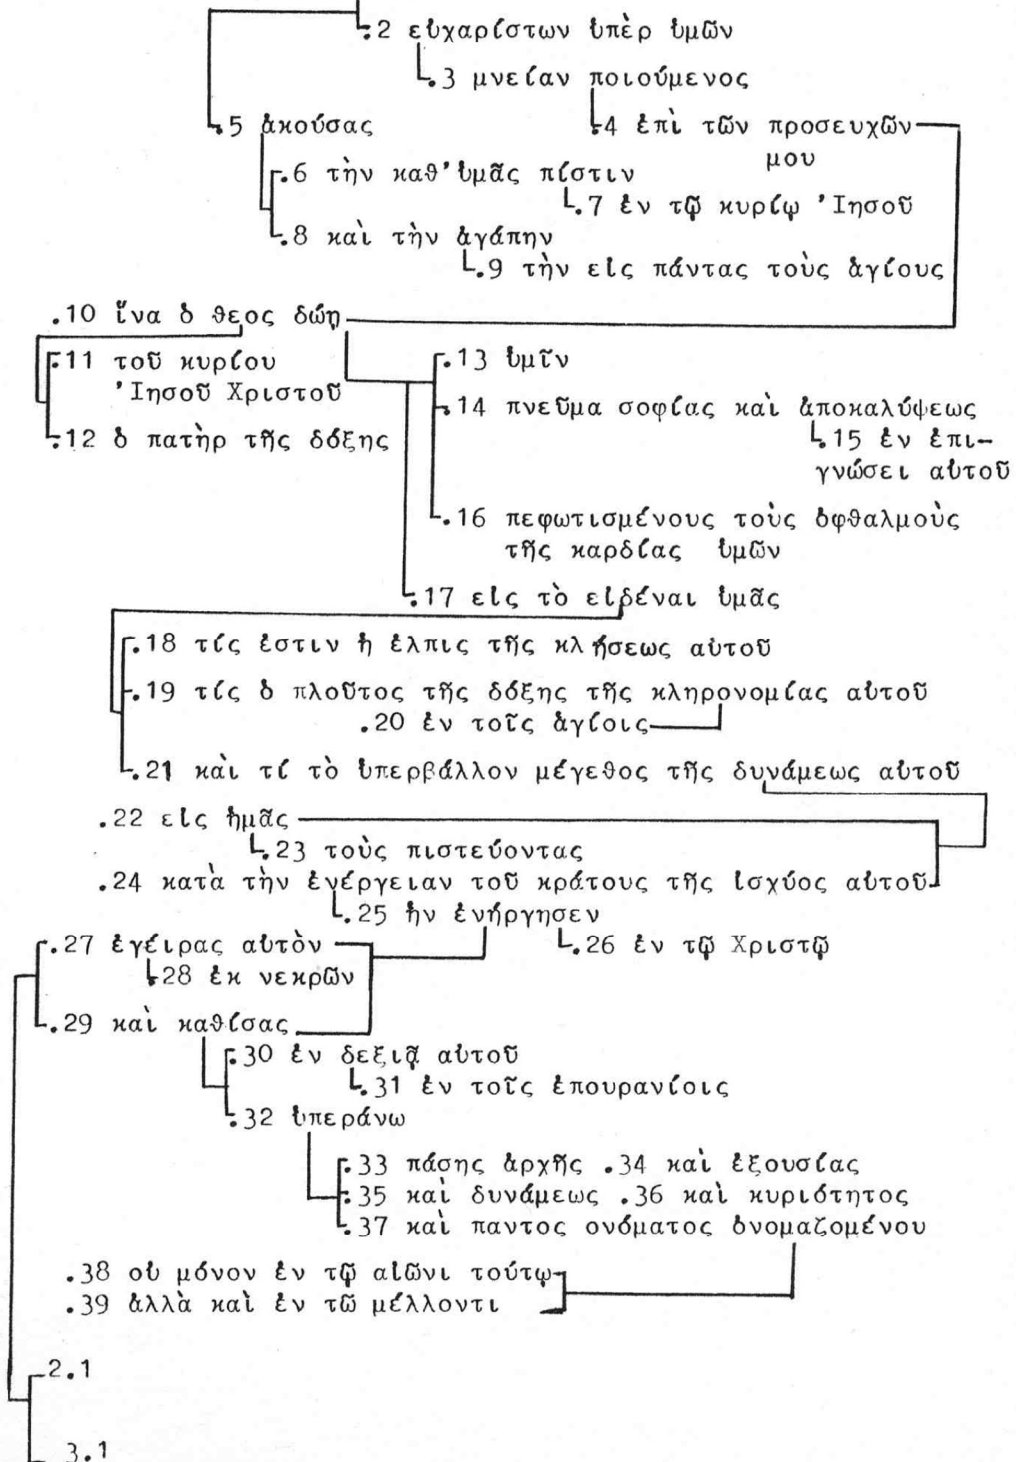 .2 εὐχαρίστων ὑπὲρ ὑμῶν
.3 μνείαν ποιούμενος
.5 ἀκούσας .4 ἐπὶ τῶν προσευχῶν
μου
.6 τὴν καθ’ὑμᾶς πίστιν
.7 ἐν τῷ κυρίῳ ’Ιησοῦ
.8 καὶ τὴν ἀγάπην
.9 τὴν εἰς πάντας τοὺς ἁγίους
.10 ἵνα ὁ θεος δώῃ
.11 τοῦ κυρίου .13 ὑμῖν
’Ιησοῦ Χριστοῦ
.14 πνεῦμα σοφίας καὶ ἀποκαλύψεως
.12 ὁ πατὴρ τῆς δόξης .15 ἐν ἐπι-
γνώσει αὐτοῦ
.16 πεφωτισμένους τοὺς ὀφθαλμοὺς
τῆς καρδίας ὑμῶν
.17 εἰς τὸ εἰδέναι ὑμᾶς
.18 τίς ἐστιν ἡ ἐλπις τῆς κλήσεως αὐτοῦ
.19 τίς ὁ πλοῦτος τῆς δόξης τῆς κληρονομίας αὐτοῦ
.20 ἐν τοῖς ἁγίοις
.21 καὶ τί τὸ ὑπερβάλλον μέγεθος τῆς δυνάμεως αὐτοῦ
.22 εἰς ἡμᾶς
.23 τοὺς πιστεύοντας
.24 κατὰ τὴν ἐνέργειαν τοῦ κράτους τῆς ἰσχύος αὐτοῦ
.25 ἣν ἐνήργησεν
.27 ἐγείρας αὐτὸν .26 ἐν τῷ Χριστῷ
.28 ἐκ νεκρῶν
.29 καὶ καθίσας
.30 ἐν δεξιᾷ αὐτοῦ
.31 ἐν τοῖς ἐπουρανίοις
.32 ὑπεράνω
.33 πάσης ἀρχῆς .34 καὶ ἐξουσίας
.35 καὶ δυνάμεως .36 καὶ κυριότητος
.37 καὶ παντος ονόματος ὀνομαζομένου
.38 οὐ μόνον ἐν τῷ αἰῶνι τούτῳ
.39 ἀλλὰ καὶ ἐν τῶ μέλλοντι
2.1
3.1